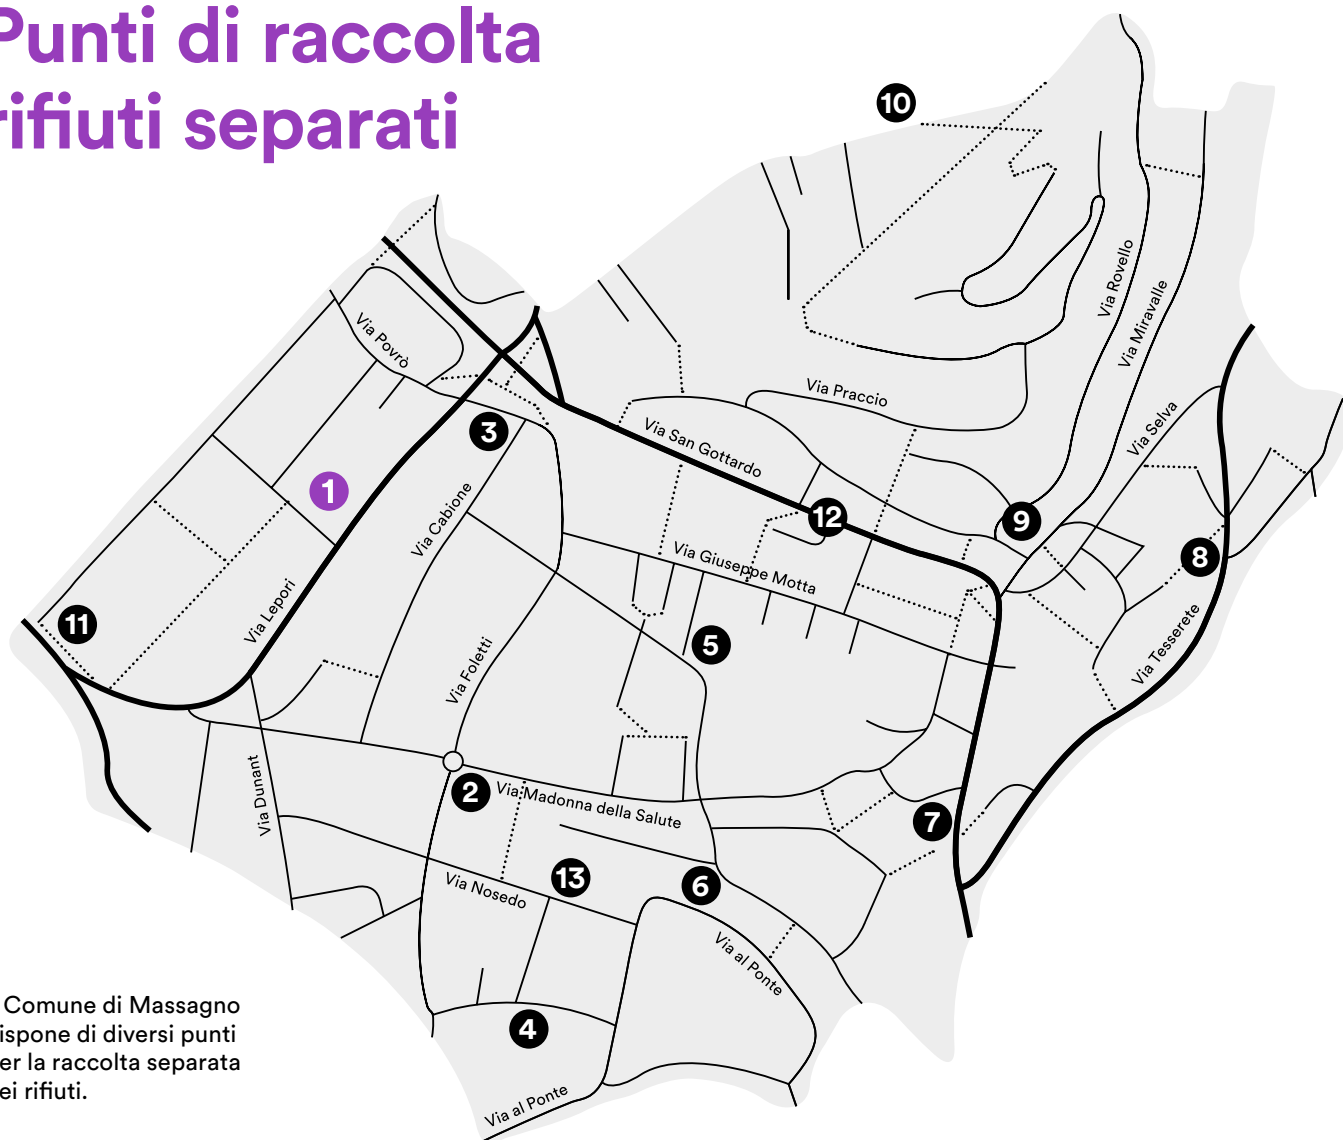 Punti di raccolta
rifiuti separati
10
Via Rovello
Via Miravalle
Via Povrò
Via Praccio
Via Selva
3
Via San Gottardo
1
Via Cabione
12
9
Via Giuseppe Motta
8
11
Via Lepori
Via Foletti
5
Via Tesserete
Via Dunant
2
Via Madonna della Salute
7
Via Nosedo
13
6
Via al Ponte
4
Via al Ponte
Comune di Massagno
ispone di diversi punti
er la raccolta separata
ei rifiuti.